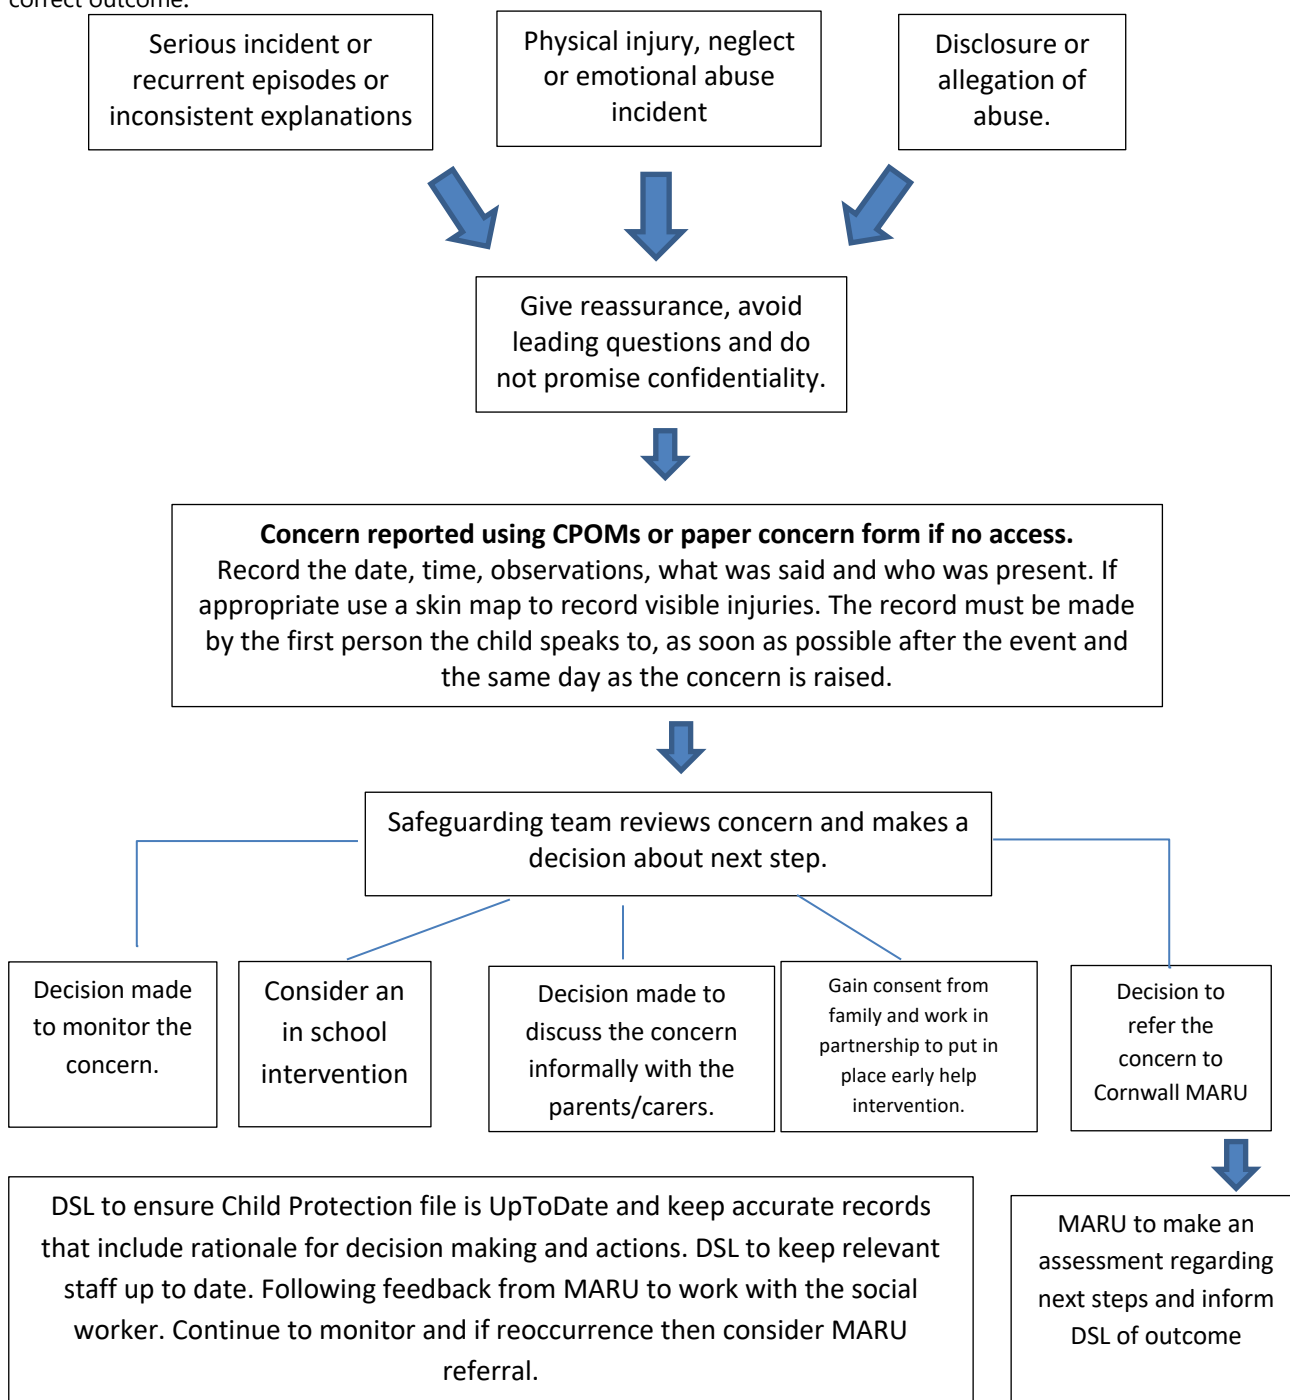 correct outcome.
Serious incident or
recurrent episodes or
inconsistent explanations
Physical injury, neglect
or emotional abuse
incident
Disclosure or
allegation of
abuse.
Give reassurance, avoid
leading questions and do
not promise confidentiality.
Concern reported using CPOMs or paper concern form if no access.
Record the date, time, observations, what was said and who was present. If
appropriate use a skin map to record visible injuries. The record must be made
by the first person the child speaks to, as soon as possible after the event and
the same day as the concern is raised.
Safeguarding team reviews concern and makes a
decision about next step.
Decision made
to monitor the
concern.
Consider an
in school
intervention
Decision made to
discuss the concern
informally with the
parents/carers.
Gain consent from
family and work in
partnership to put in
place early help
intervention.
Decision to
refer the
concern to
Cornwall MARU
DSL to ensure Child Protection file is UpToDate and keep accurate records
that include rationale for decision making and actions. DSL to keep relevant
staff up to date. Following feedback from MARU to work with the social
worker. Continue to monitor and if reoccurrence then consider MARU
referral.
MARU to make an
assessment regarding
next steps and inform
DSL of outcome